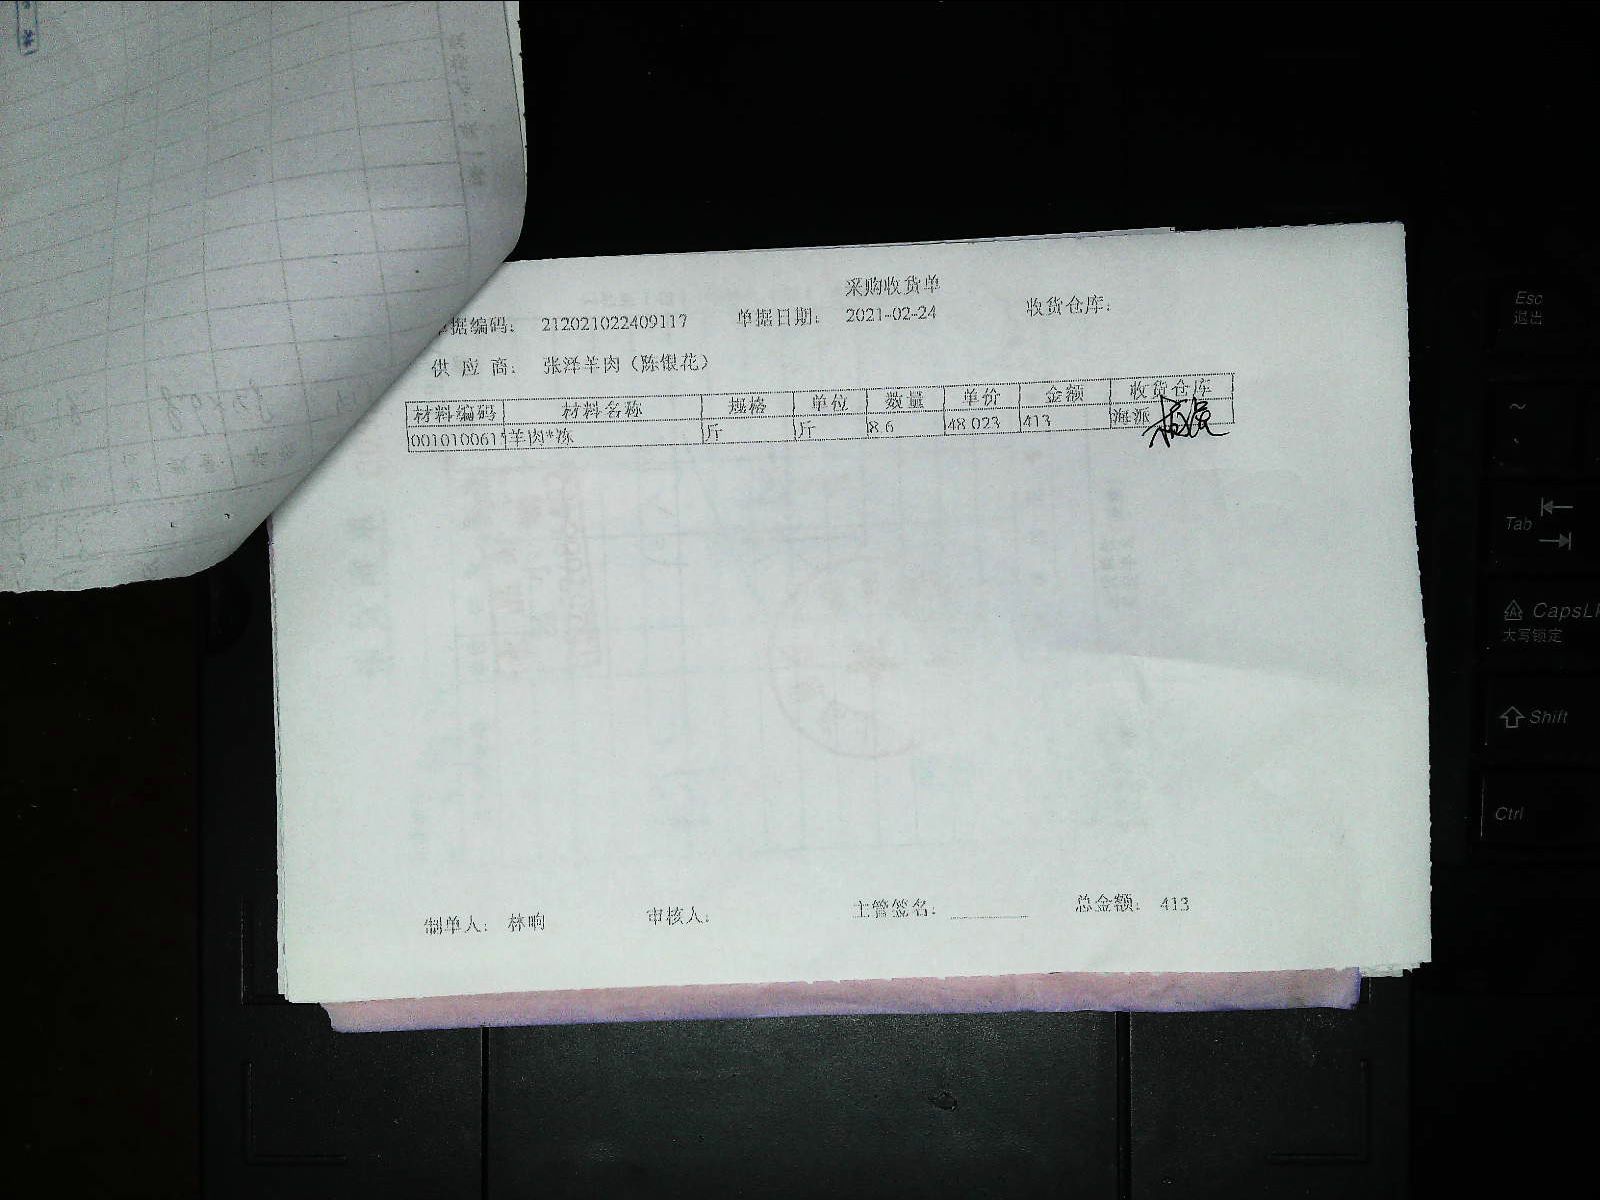 采购收货单
据编码： 212021022409117 单据日期： 2021-02-24 收货仓库：
供 应 商： 张泽羊肉（陈银花）
材料编码 材料名称 规格 单位 数量 单价 金额 收货仓库
001010061 羊肉*冻 斤 斤 8.6 48.023 413 海派
制单人： 林晌 审核人： 主管签名： 总金额： 413
Esc
退出
~
Tab
CapsL
大写锁定
Shift
Ctrl